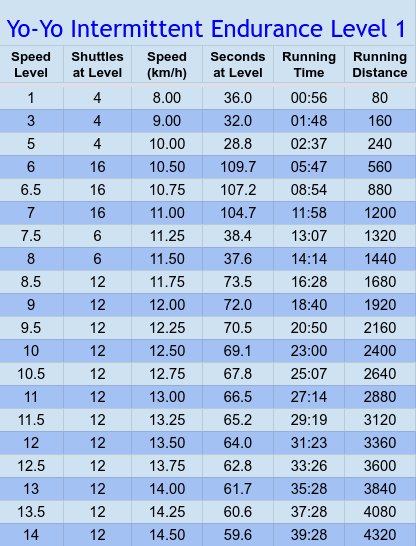 Yo-Yo Intermittent Endurance Level 1
Speed Level Shuttles at Level Speed (km/h) Seconds at Level Running Time Running Distance
1 4 8.00 36.0 00:56 80
3 4 9.00 32.0 01:48 160
5 4 10.00 28.8 02:37 240
6 16 10.50 109.7 05:47 560
6.5 16 10.75 107.2 08:54 880
7 16 11.00 104.7 11:58 1200
7.5 6 11.25 38.4 13:07 1320
8 6 11.50 37.6 14:14 1440
8.5 12 11.75 73.5 16:28 1680
9 12 12.00 72.0 18:40 1920
9.5 12 12.25 70.5 20:50 2160
10 12 12.50 69.1 23:00 2400
10.5 12 12.75 67.8 25:07 2640
11 12 13.00 66.5 27:14 2880
11.5 12 13.25 65.2 29:19 3120
12 12 13.50 64.0 31:23 3360
12.5 12 13.75 62.8 33:26 3600
13 12 14.00 61.7 35:28 3840
13.5 12 14.25 60.6 37:28 4080
14 12 14.50 59.6 39:28 4320